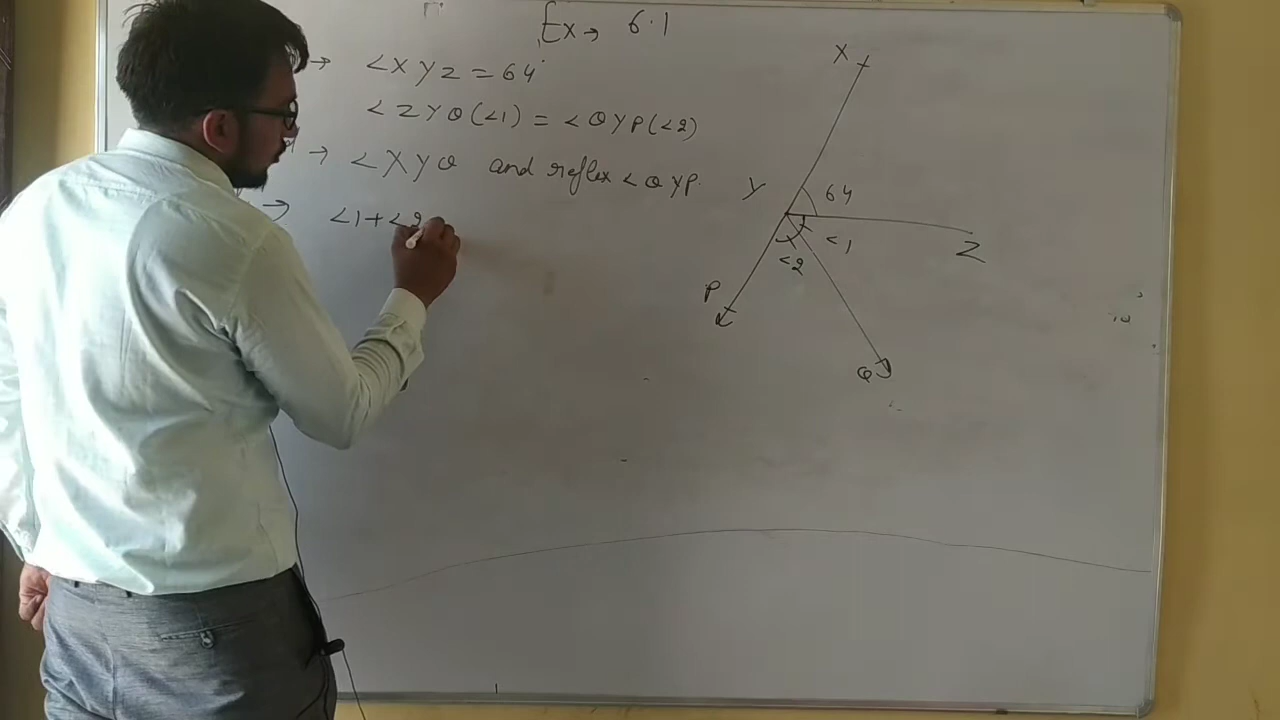 Ex → 6.1
→ <XYZ = 64°
<ZYQ(<1) = <QYP(<2)
→ <XYQ and reflex <QYP.
→ <1+<2
X
Y
64
<1
<2
Z
P
Q